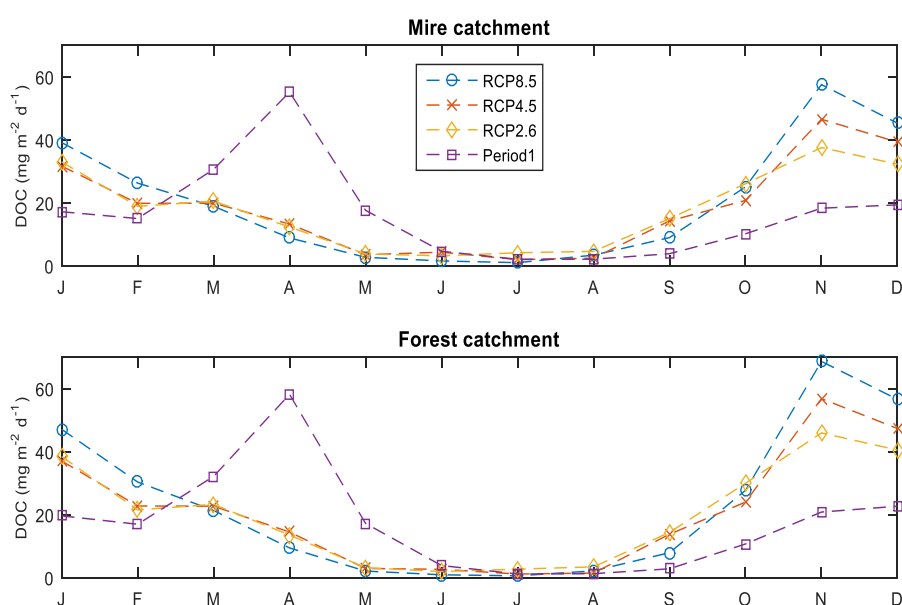 Mire catchment
DOC (mg m⁻² d⁻¹)
60
40
20
0
RCP8.5
RCP4.5
RCP2.6
Period1
J F M A M J J A S O N D
Forest catchment
DOC (mg m⁻² d⁻¹)
60
40
20
0
J F M A M J J A S O N D